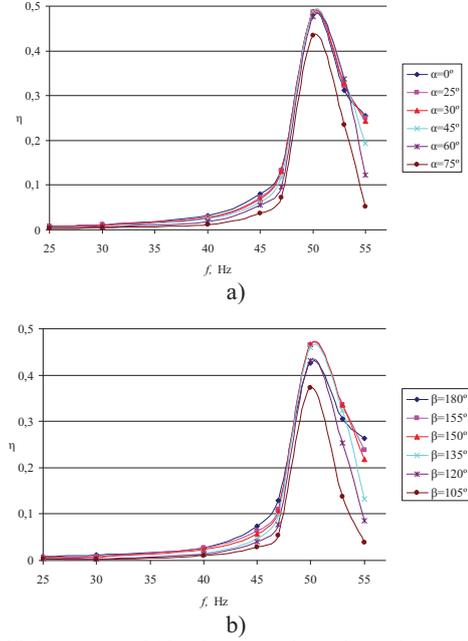 0,5
0,4
0,3
η
0,2
0,1
0
25 30 35 40 45 50 55
f, Hz
α=0º
α=25º
α=30º
α=45º
α=60º
α=75º
a)
0,5
0,4
0,3
η
0,2
0,1
0
25 30 35 40 45 50 55
f, Hz
β=180º
β=155º
β=150º
β=135º
β=120º
β=105º
b)